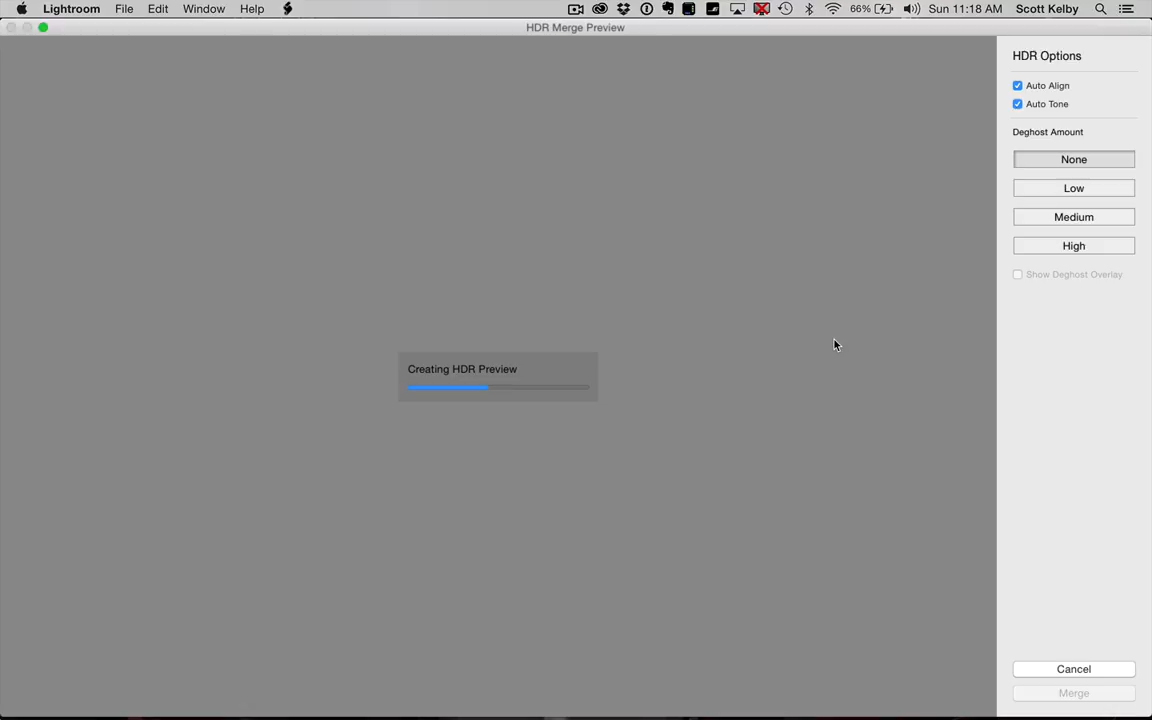 Lightroom File Edit Window Help 66% Sun 11:18 AM Scott Kelby
HDR Merge Preview
HDR Options
Auto Align
Auto Tone
Deghost Amount
None
Low
Medium
High
Show Deghost Overlay
Creating HDR Preview
Cancel
Merge